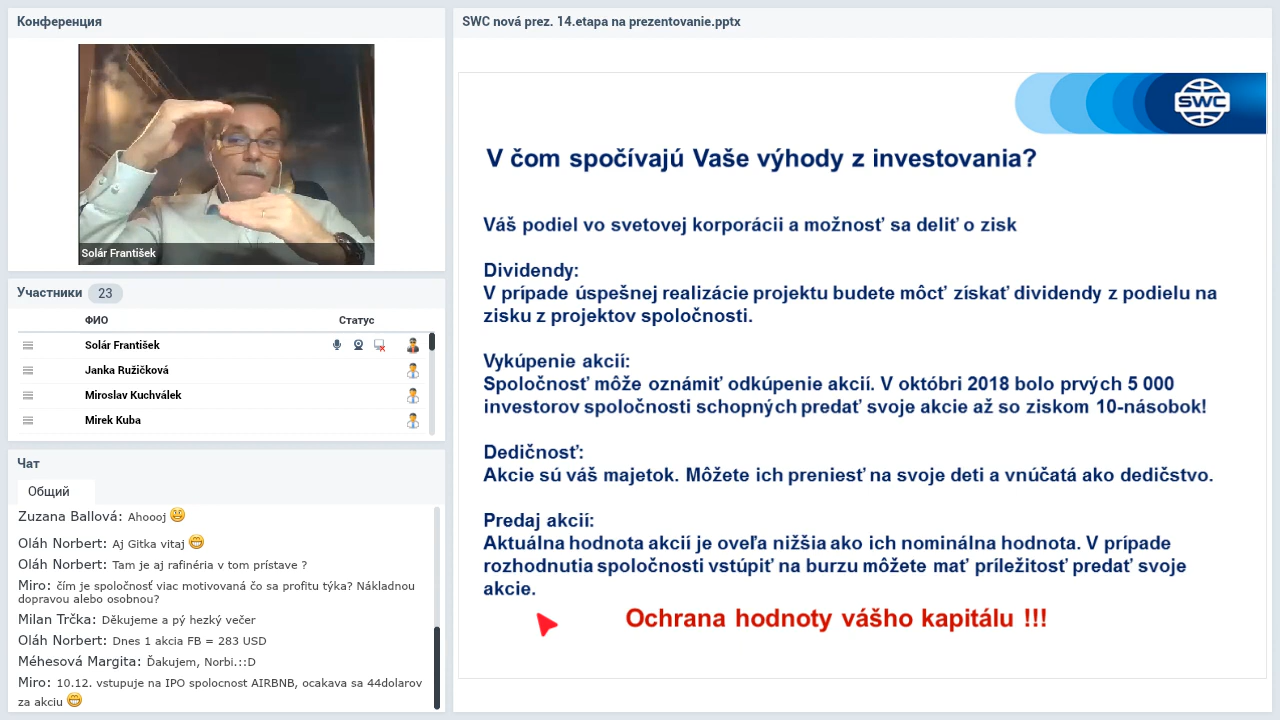 Конференция
Solár František
Участники 23
ФИО Статус
Solár František
Janka Ružičková
Miroslav Kuchválek
Mirek Kuba
Чат
Общий
Zuzana Ballová: Ahoooj
Oláh Norbert: Aj Gitka vitaj
Oláh Norbert: Tam je aj rafinéria v tom prístave ?
Miro: čím je spoločnosť viac motivovaná čo sa profitu týka? Nákladnou
dopravou alebo osobnou?
Milan Trčka: Děkujeme a pý hezký večer
Oláh Norbert: Dnes 1 akcia FB = 283 USD
Méhesová Margita: Ďakujem, Norbi.::D
Miro: 10.12. vstupuje na IPO spolocnost AIRBNB, ocakava sa 44dolarov
za akciu
SWC nová prez. 14.etapa na prezentovanie.pptx
SWC
V čom spočívajú Vaše výhody z investovania?
Váš podiel vo svetovej korporácii a možnosť sa deliť o zisk
Dividendy:
V prípade úspešnej realizácie projektu budete môcť získať dividendy z podielu na
zisku z projektov spoločnosti.
Vykúpenie akcií:
Spoločnosť môže oznámiť odkúpenie akcií. V októbri 2018 bolo prvých 5 000
investorov spoločnosti schopných predať svoje akcie až so ziskom 10-násobok!
Dedičnosť:
Akcie sú váš majetok. Môžete ich preniesť na svoje deti a vnúčatá ako dedičstvo.
Predaj akcií:
Aktuálna hodnota akcií je oveľa nižšia ako ich nominálna hodnota. V prípade
rozhodnutia spoločnosti vstúpiť na burzu môžete mať príležitosť predať svoje
akcie.
Ochrana hodnoty vášho kapitálu !!!